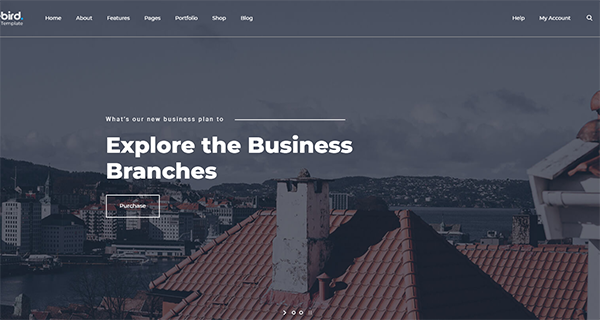 bird.
Template
Home About Features Pages Portfolio Shop Blog Help My Account
What's our new business plan to
Explore the Business
Branches
Purchase